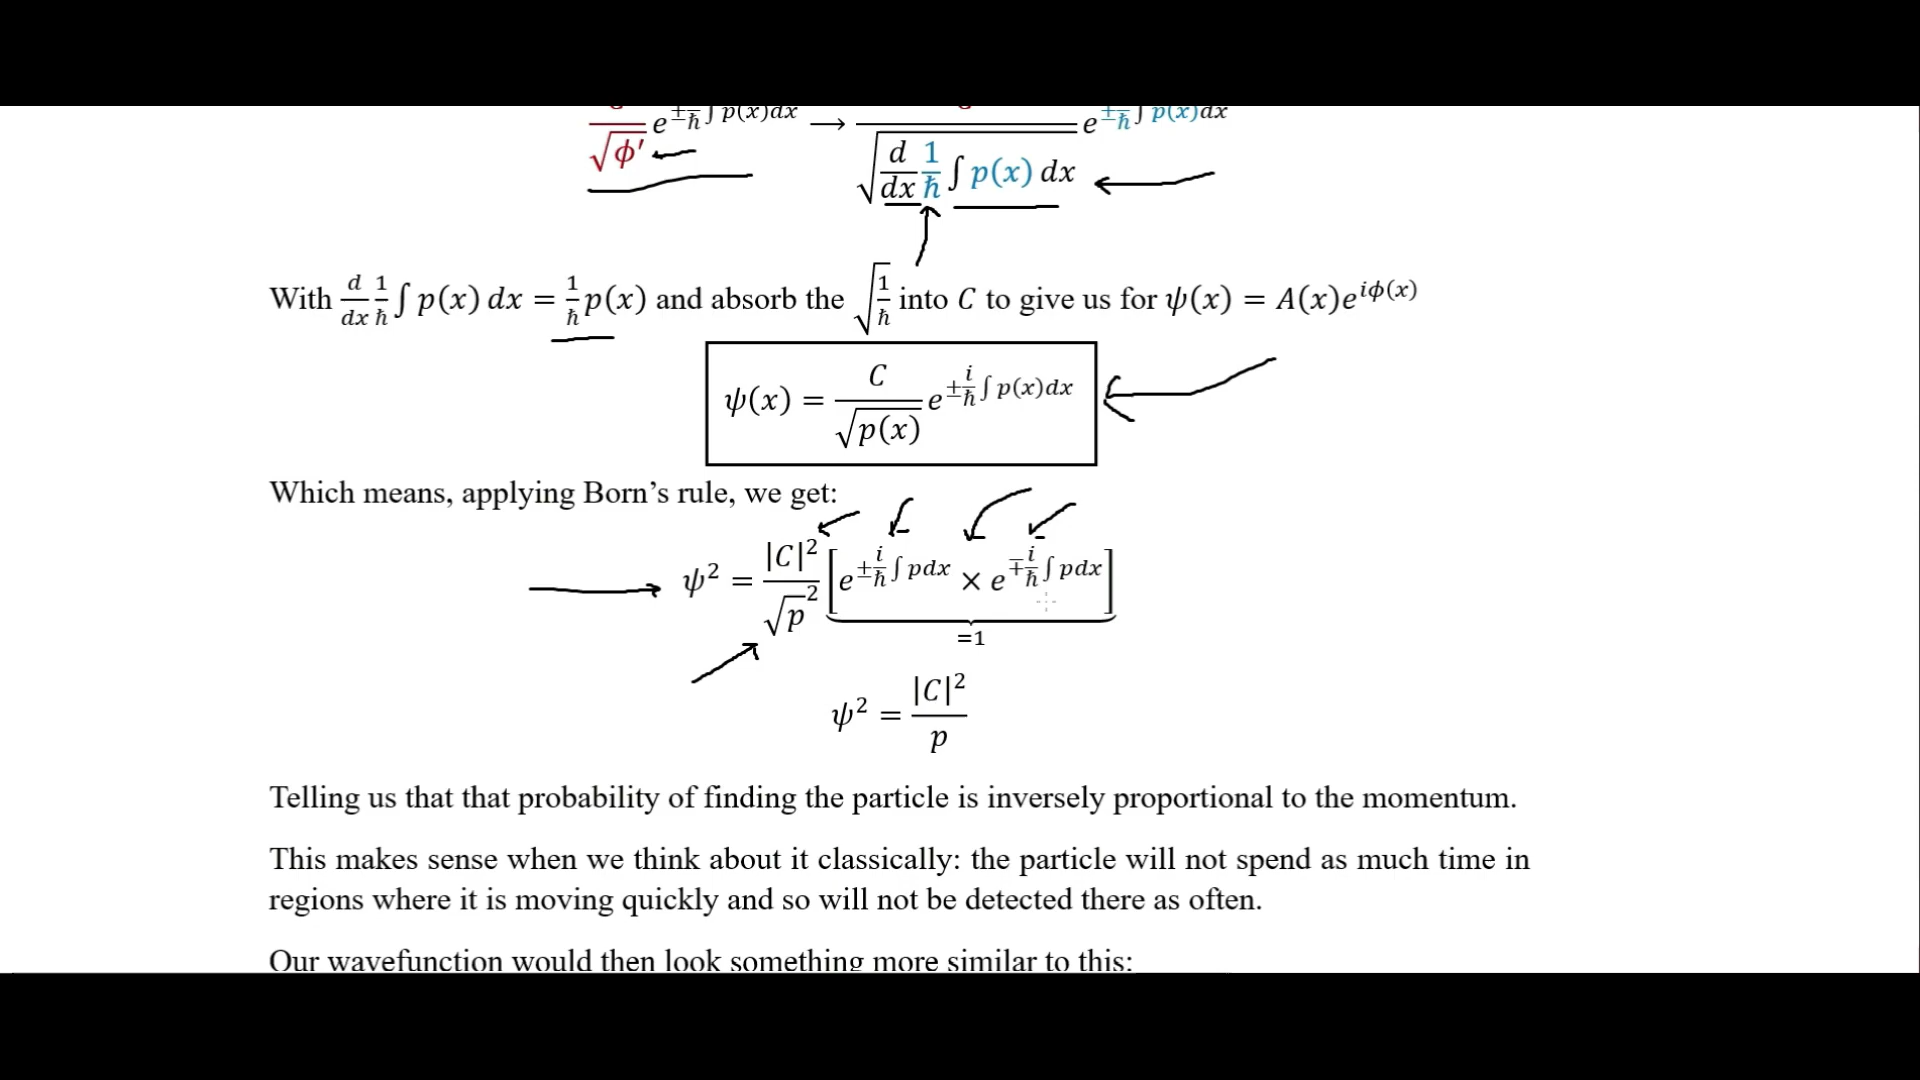 √ϕ′ e^{±i/ħ ∫ p(x)dx} → √(d/dx 1/ħ ∫ p(x) dx) e^{±i/ħ ∫ p(x)dx}
With d/dx 1/ħ ∫ p(x) dx = 1/ħ p(x) and absorb the √(1/ħ) into C to give us for ψ(x) = A(x)e^{iϕ(x)}
ψ(x) = C/√p(x) e^{±i/ħ ∫ p(x)dx}
Which means, applying Born’s rule, we get:
ψ² = |C|²/√p² [e^{±i/ħ ∫ pdx} × e^{∓i/ħ ∫ pdx}]
=1
ψ² = |C|²/p
Telling us that that probability of finding the particle is inversely proportional to the momentum.
This makes sense when we think about it classically: the particle will not spend as much time in
regions where it is moving quickly and so will not be detected there as often.
Our wavefunction would then look something more similar to this: